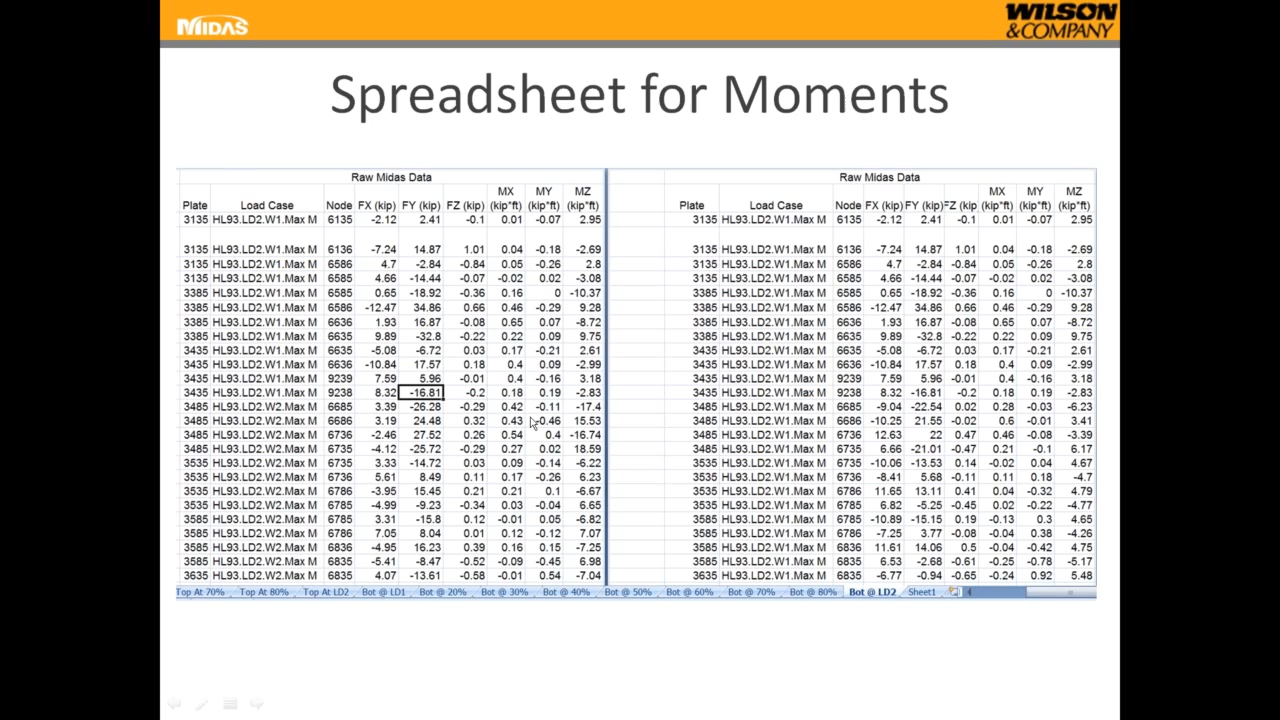 MIDAS
WILSON
&COMPANY
Spreadsheet for Moments
Raw Midas Data
MX MY MZ
Plate Load Case Node FX (kip) FY (kip) FZ (kip) (kip*ft) (kip*ft) (kip*ft)
3135 HL93.LD2.W1.Max M 6135 -2.12 2.41 -0.1 0.01 -0.07 2.95
3135 HL93.LD2.W1.Max M 6136 -7.24 14.87 1.01 0.04 -0.18 -2.69
3135 HL93.LD2.W1.Max M 6586 4.7 -2.84 -0.84 0.05 -0.26 2.8
3135 HL93.LD2.W1.Max M 6585 4.66 -14.44 -0.07 -0.02 0.02 -3.08
3385 HL93.LD2.W1.Max M 6585 0.65 -18.92 -0.36 0.16 0 -10.37
3385 HL93.LD2.W1.Max M 6586 -12.47 34.86 0.66 0.46 -0.29 9.28
3385 HL93.LD2.W1.Max M 6636 1.93 16.87 -0.08 0.65 0.07 -8.72
3385 HL93.LD2.W1.Max M 6635 9.89 -32.8 -0.22 0.22 0.09 9.75
3435 HL93.LD2.W1.Max M 6635 -5.08 -6.72 0.03 0.17 -0.21 2.61
3435 HL93.LD2.W1.Max M 6636 -10.84 17.57 0.18 0.4 0.09 -2.99
3435 HL93.LD2.W1.Max M 9239 7.59 5.96 -0.01 0.4 -0.16 3.18
3435 HL93.LD2.W1.Max M 9238 8.32 -16.81 -0.2 0.18 0.19 -2.83
3485 HL93.LD2.W2.Max M 6685 3.39 -26.28 -0.29 0.42 -0.11 -17.4
3485 HL93.LD2.W2.Max M 6686 3.19 24.48 0.32 0.43 -0.46 15.53
3485 HL93.LD2.W2.Max M 6736 -2.46 27.52 0.26 0.54 0.4 -16.74
3485 HL93.LD2.W2.Max M 6735 -4.12 -25.72 -0.29 0.27 0.02 18.59
3535 HL93.LD2.W2.Max M 6735 3.33 -14.72 0.03 0.09 -0.14 -6.22
3535 HL93.LD2.W2.Max M 6736 5.61 8.49 0.11 0.17 -0.26 6.23
3535 HL93.LD2.W2.Max M 6786 -3.95 15.45 0.21 0.21 0.1 -6.67
3535 HL93.LD2.W2.Max M 6785 -4.99 -9.23 -0.34 0.03 -0.04 6.65
3585 HL93.LD2.W2.Max M 6785 3.31 -15.8 0.12 -0.01 0.05 -6.82
3585 HL93.LD2.W2.Max M 6786 7.05 8.04 0.01 0.12 -0.12 7.07
3585 HL93.LD2.W2.Max M 6836 -4.95 16.23 0.39 0.16 0.15 -7.25
3585 HL93.LD2.W2.Max M 6835 -5.41 -8.47 -0.52 -0.09 -0.45 6.98
3635 HL93.LD2.W2.Max M 6835 4.07 -13.61 -0.58 -0.01 0.54 -7.04
Raw Midas Data
MX MY MZ
Plate Load Case Node FX (kip) FY (kip) FZ (kip) (kip*ft) (kip*ft) (kip*ft)
3135 HL93.LD2.W1.Max M 6135 -2.12 2.41 -0.1 0.01 -0.07 2.95
3135 HL93.LD2.W1.Max M 6136 -7.24 14.87 1.01 0.04 -0.18 -2.69
3135 HL93.LD2.W1.Max M 6586 4.7 -2.84 -0.84 0.05 -0.26 2.8
3135 HL93.LD2.W1.Max M 6585 4.66 -14.44 -0.07 -0.02 0.02 -3.08
3385 HL93.LD2.W1.Max M 6585 0.65 -18.92 -0.36 0.16 0 -10.37
3385 HL93.LD2.W1.Max M 6586 -12.47 34.86 0.66 0.46 -0.29 9.28
3385 HL93.LD2.W1.Max M 6636 1.93 16.87 -0.08 0.65 0.07 -8.72
3385 HL93.LD2.W1.Max M 6635 9.89 -32.8 -0.22 0.22 0.09 9.75
3435 HL93.LD2.W1.Max M 6635 -5.08 -6.72 0.03 0.17 -0.21 2.61
3435 HL93.LD2.W1.Max M 6636 -10.84 17.57 0.18 0.4 0.09 -2.99
3435 HL93.LD2.W1.Max M 9239 7.59 5.96 -0.01 0.4 -0.16 3.18
3435 HL93.LD2.W1.Max M 9238 8.32 -16.81 -0.2 0.18 0.19 -2.83
3485 HL93.LD2.W1.Max M 6685 -9.04 -22.54 0.02 0.28 -0.03 -6.23
3485 HL93.LD2.W1.Max M 6686 -10.25 21.55 -0.02 0.6 -0.01 3.41
3485 HL93.LD2.W1.Max M 6736 12.63 22 0.47 0.46 -0.08 -3.39
3485 HL93.LD2.W1.Max M 6735 6.66 -21.01 -0.47 0.21 -0.1 6.17
3535 HL93.LD2.W1.Max M 6735 -10.06 -13.53 0.14 -0.02 0.04 4.67
3535 HL93.LD2.W1.Max M 6736 -8.41 5.68 -0.11 0.11 0.18 -4.7
3535 HL93.LD2.W1.Max M 6786 11.65 13.11 0.41 0.04 -0.32 4.79
3535 HL93.LD2.W1.Max M 6785 6.82 -5.25 -0.45 0.02 -0.22 -4.77
3585 HL93.LD2.W1.Max M 6785 -10.89 -15.15 0.19 -0.13 0.3 4.65
3585 HL93.LD2.W1.Max M 6786 -7.25 3.77 -0.08 -0.04 0.38 -4.26
3585 HL93.LD2.W1.Max M 6836 11.61 14.06 0.5 -0.04 -0.42 4.75
3585 HL93.LD2.W1.Max M 6835 6.53 -2.68 -0.61 -0.25 -0.78 -5.17
3635 HL93.LD2.W1.Max M 6835 -6.77 -0.94 -0.65 -0.24 0.92 5.48
Top At 70% Top At 80% Top At LD2 Bot @ LD1 Bot @ 20% Bot @ 30% Bot @ 40% Bot @ 50% Bot @ 60% Bot @ 70% Bot @ 80% Bot @ LD2 Sheet1